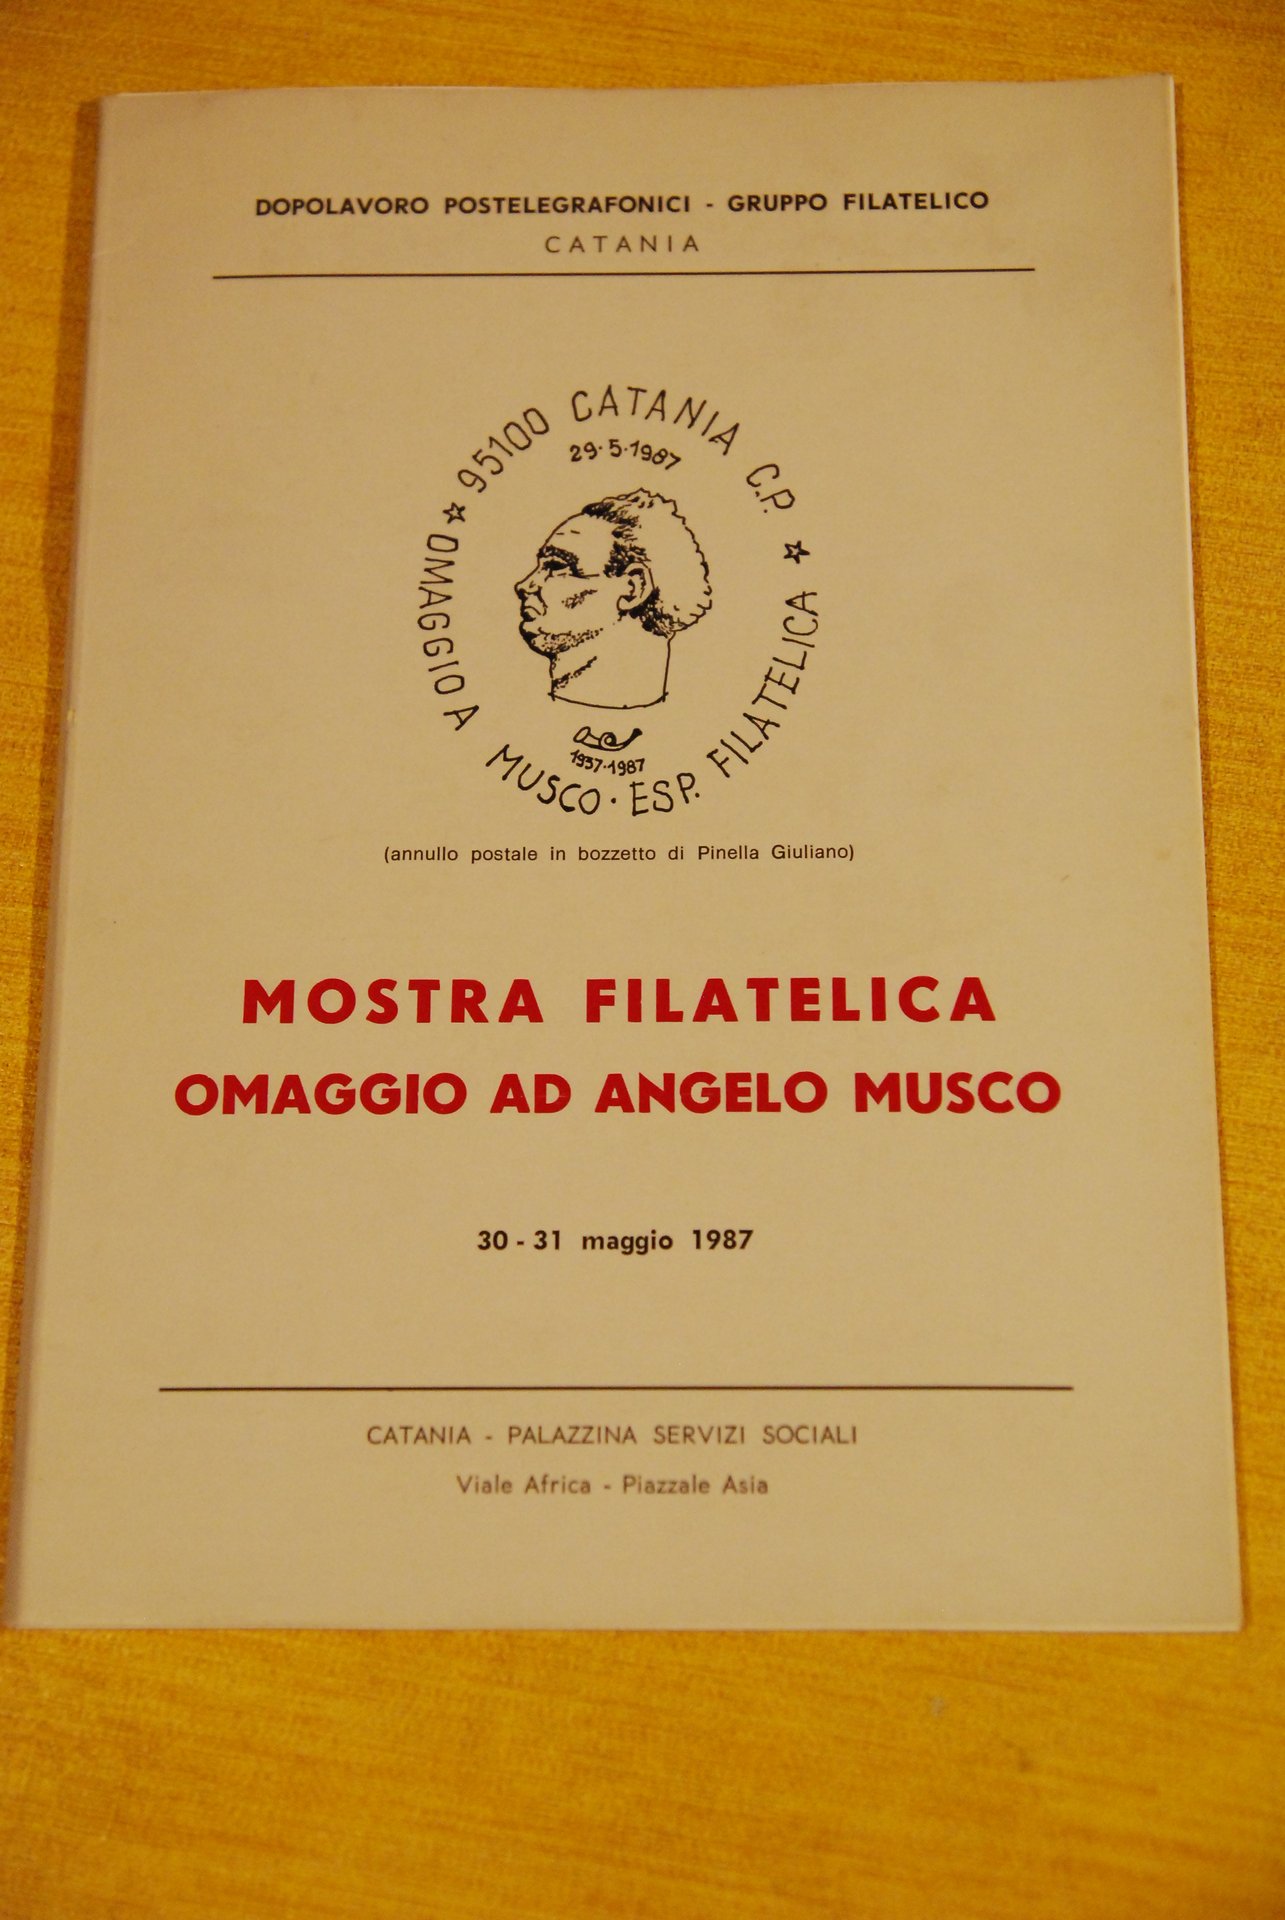 DOPOLAVORO POSTELEGRAFONICI - GRUPPO FILATELICO
CATANIA
95100 CATANIA C.P.
29·5·1987
OMAGGIO A MUSCO · ESP. FILATELICA
1937·1987
(annullo postale in bozzetto di Pinella Giuliano)
MOSTRA FILATELICA
OMAGGIO AD ANGELO MUSCO
30 - 31 maggio 1987
CATANIA - PALAZZINA SERVIZI SOCIALI
Viale Africa - Piazzale Asia